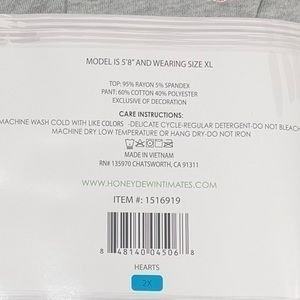 MODEL IS 5'8" AND WEARING SIZE XL
TOP: 95% RAYON 5% SPANDEX
PANT: 60% COTTON 40% POLYESTER
EXCLUSIVE OF DECORATION
CARE INSTRUCTIONS:
MACHINE WASH COLD WITH LIKE COLORS -DELICATE CYCLE-REGULAR DETERGENT-DO NOT BLEACH
MACHINE DRY LOW TEMPERATURE OR HANG DRY-DO NOT IRON
MADE IN VIETNAM
RN# 135970 CHATSWORTH, CA 91311
WWW.HONEYDEWINTIMATES.COM
ITEM #: 1516919
8 48140 04506 8
HEARTS
2X